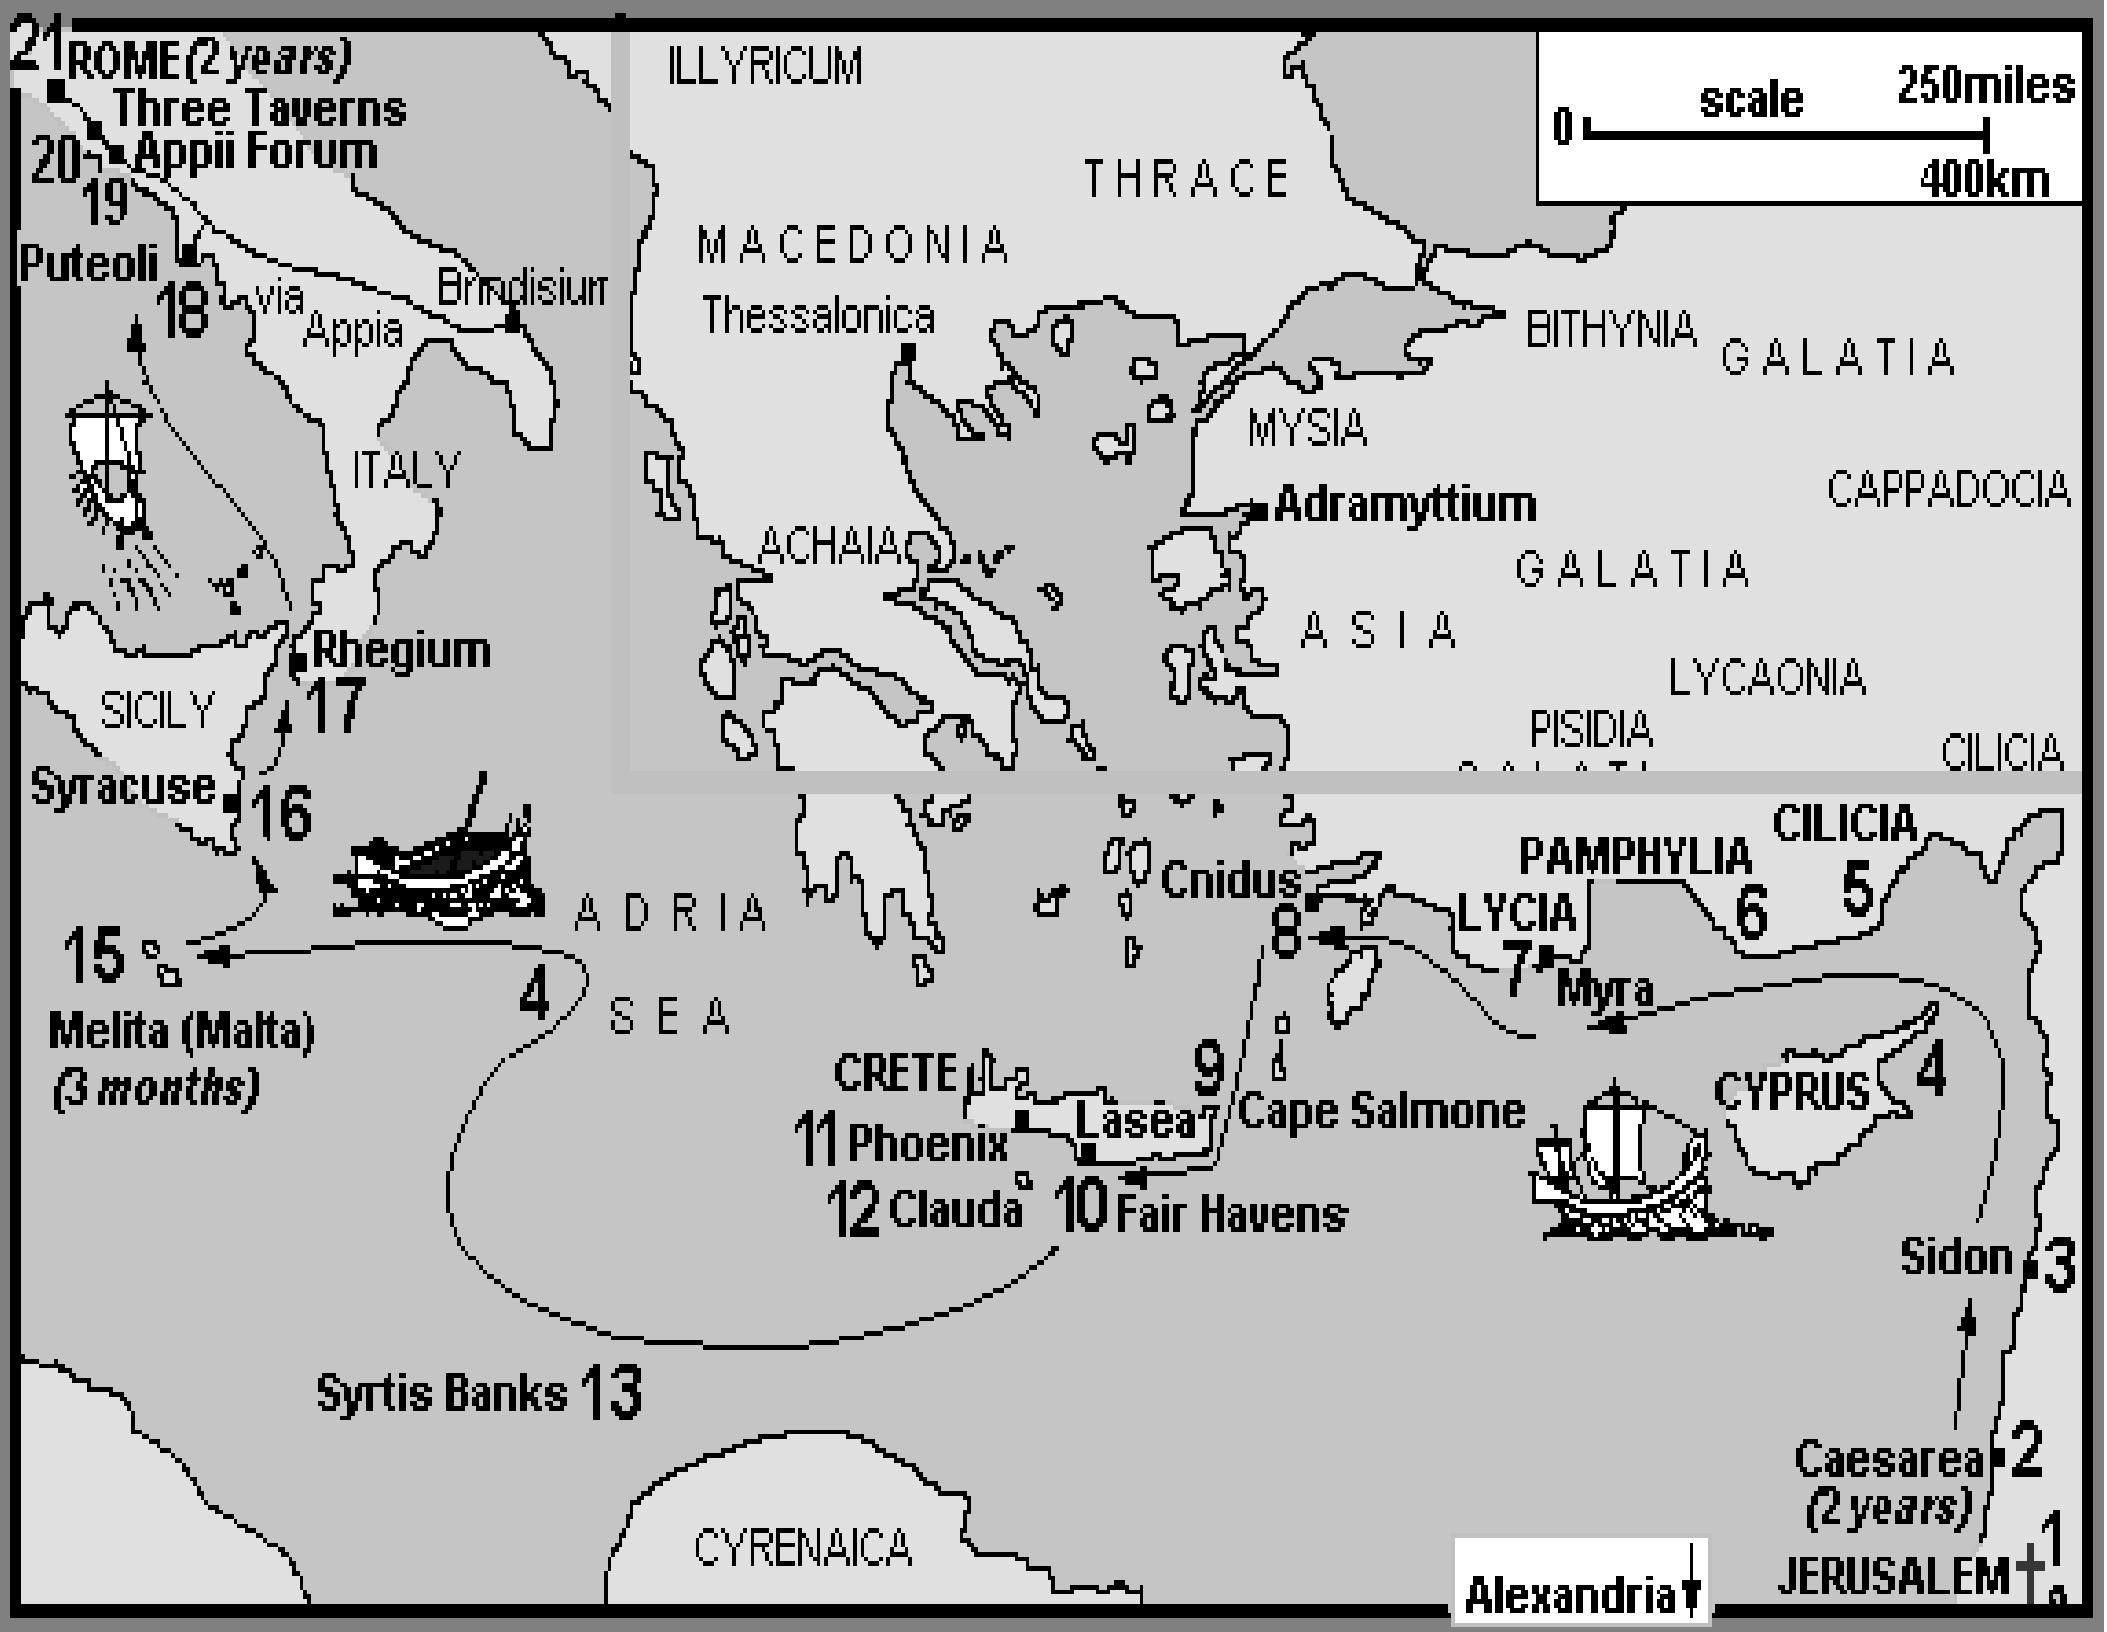 21 ROME (2 years)
Three Taverns
20 Appii Forum
19
Puteoli
18
via
Appia
ITALY
Rhegium
17
SICILY
Syracuse
16
15
Melita (Malta)
(3 months)
4
ADRIA
SEA
ILLYRICUM
THRACE
MACEDONIA
Thessalonica
ACHAIA
scale
0
250miles
400km
BITHYNIA
GALATIA
MYSIA
CAPPADOCIA
Adramyttium
GALATIA
ASIA
LYCAONIA
PISIDIA
CILICIA
CILICIA
PAMPHYLIA
5
6
Cnidus
8
LYCIA
7
Myra
CYPRUS
4
CRETE
9
Lasea
Cape Salmone
11 Phoenix
12 Clauda
10 Fair Havens
Sidon 3
Syrtis Banks 13
CYRENAICA
Caesarea 2
(2 years)
1
JERUSALEM
Alexandria